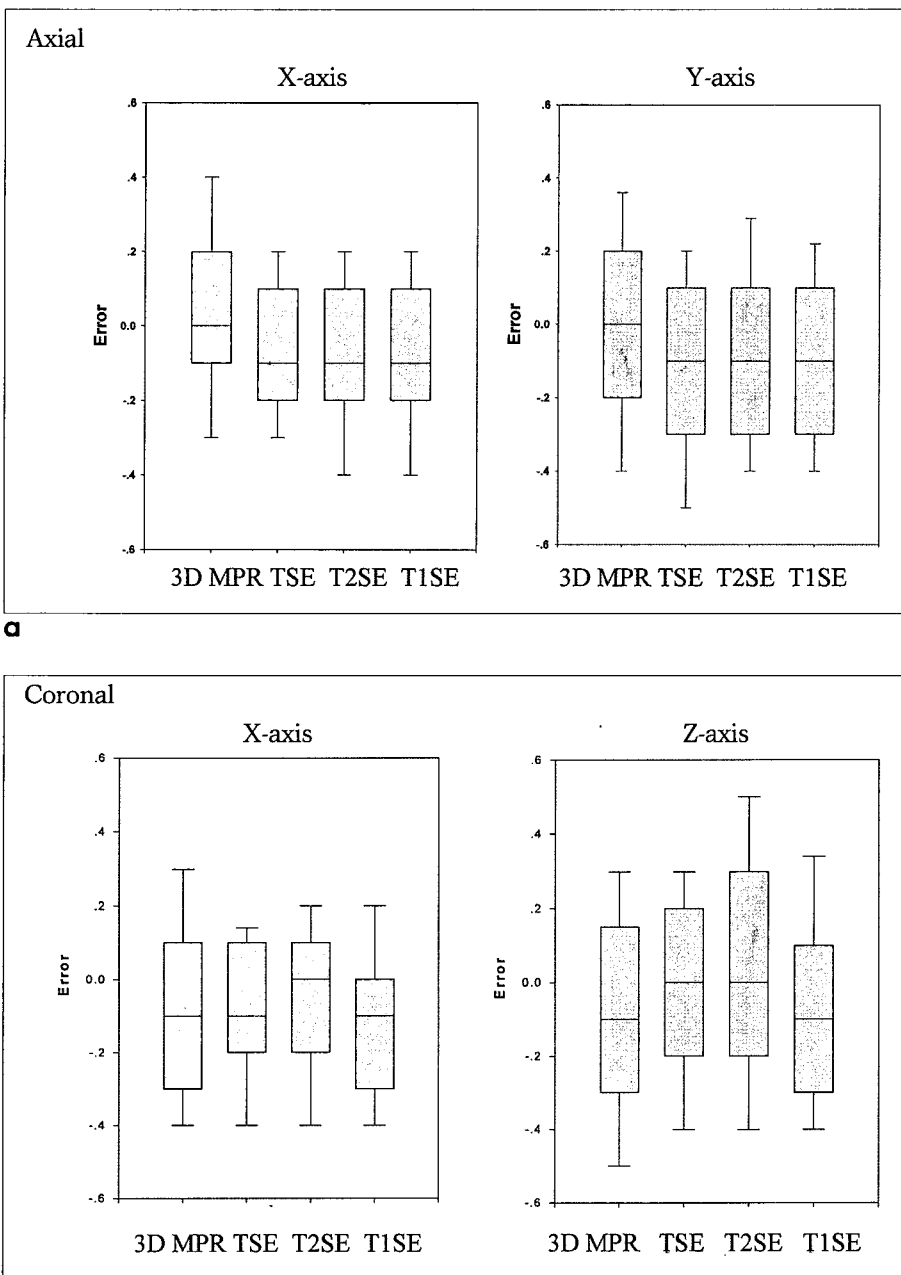 Axial
X-axis
Y-axis
.6
.4
.2
0.0
-.2
-.4
-.6
Error
3D MPR TSE T2SE T1SE
.6
.4
.2
0.0
-.2
-.4
-.6
Error
3D MPR TSE T2SE T1SE
a
Coronal
X-axis
Z-axis
.6
.4
.2
0.0
-.2
-.4
-.6
Error
3D MPR TSE T2SE T1SE
.6
.4
.2
0.0
-.2
-.4
-.6
Error
3D MPR TSE T2SE T1SE